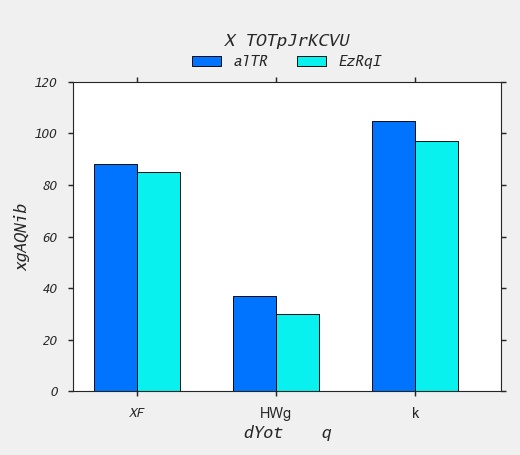 X TOTpJrKCVU
alTR EzRqI
120
100
80
60
40
20
0
xgAQNib
XF HWg k
dYot q